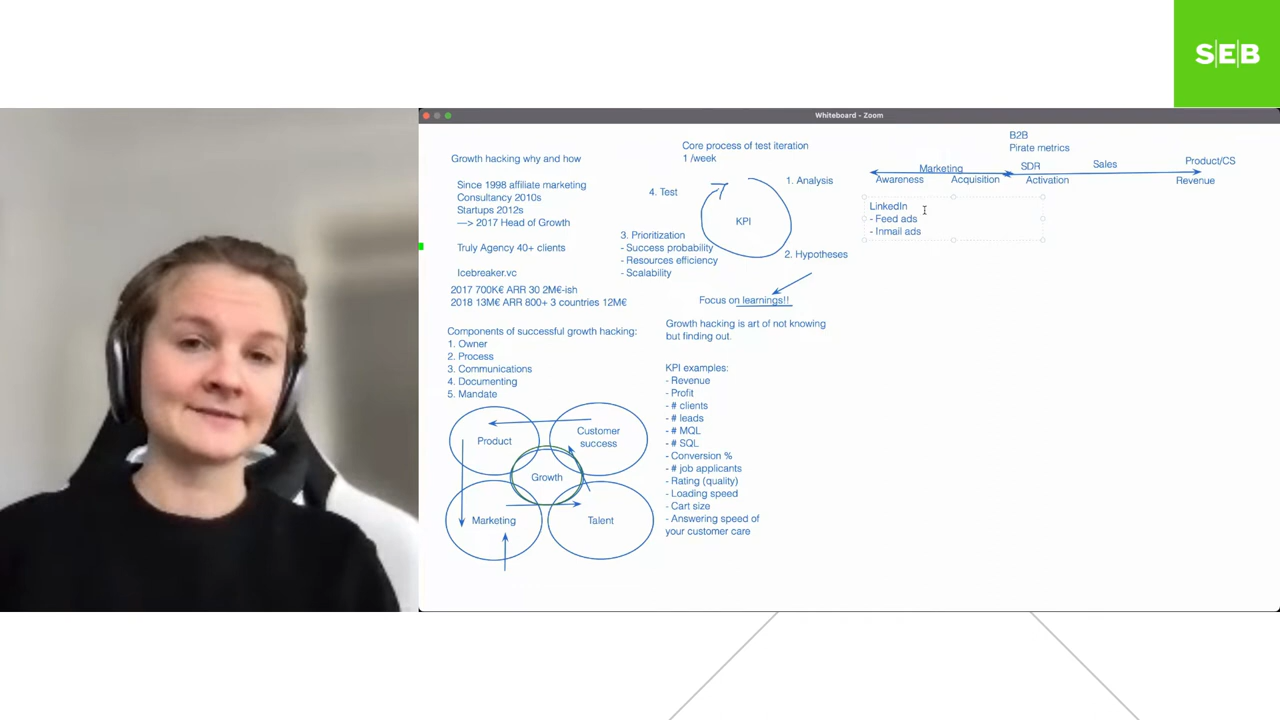 S|E|B
Whiteboard - Zoom
Growth hacking why and how
Since 1998 affiliate marketing
Consultancy 2010s
Startups 2012s
—> 2017 Head of Growth
Truly Agency 40+ clients
Icebreaker.vc
2017 700K€ ARR 30 2M€-ish
2018 13M€ ARR 800+ 3 countries 12M€
Components of successful growth hacking:
1. Owner
2. Process
3. Communications
4. Documenting
5. Mandate
Product
Customer
success
Growth
Marketing
Talent
Core process of test iteration
1 /week
1. Analysis
4. Test
KPI
3. Prioritization
- Success probability
- Resources efficiency
- Scalability
2. Hypotheses
Focus on learnings!!
Growth hacking is art of not knowing
but finding out.
KPI examples:
- Revenue
- Profit
- # clients
- # leads
- # MQL
- # SQL
- Conversion %
- # job applicants
- Rating (quality)
- Loading speed
- Cart size
- Answering speed of
your customer care
B2B
Pirate metrics
Marketing
SDR
Sales
Product/CS
Awareness
Acquisition
Activation
Revenue
LinkedIn
- Feed ads
- Inmail ads